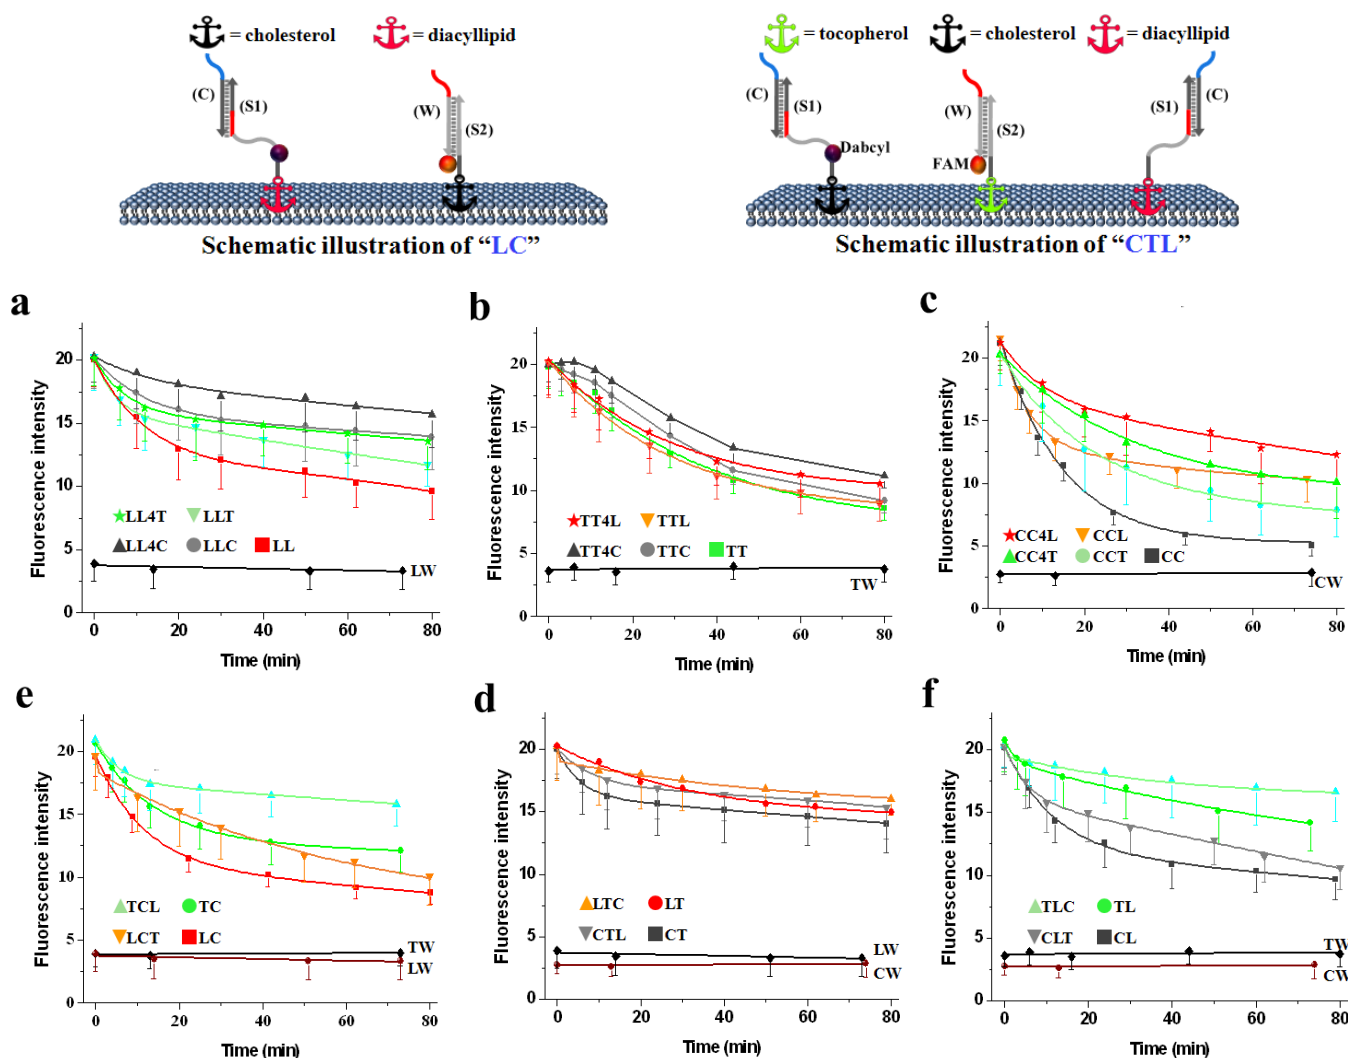 = cholesterol
= diacyllipid
(C)
(S1)
(W)
(S2)
Schematic illustration of “LC”
= tocopherol
= cholesterol
= diacyllipid
(C)
(S1)
Dabcyl
(W)
(S2)
FAM
(S1)
(C)
Schematic illustration of “CTL”
a
Fluorescence intensity
20
15
10
5
0
LL4T
LLT
LL4C
LLC
LL
LW
0 20 40 60 80
Time (min)
b
Fluorescence intensity
20
15
10
5
0
TT4L
TTL
TT4C
TTC
TT
TW
0 20 40 60 80
Time (min)
c
Fluorescence intensity
20
15
10
5
0
CC4L
CCL
CC4T
CCT
CC
CW
0 20 40 60 80
Time (min)
e
Fluorescence intensity
20
15
10
5
0
TCL
TC
LCT
LC
TW
LW
0 20 40 60 80
Time (min)
d
Fluorescence intensity
20
15
10
5
0
LTC
LT
CTL
CT
LW
CW
0 20 40 60 80
Time (min)
f
Fluorescence intensity
20
15
10
5
0
TLC
TL
CLT
CL
TW
CW
0 20 40 60 80
Time (min)